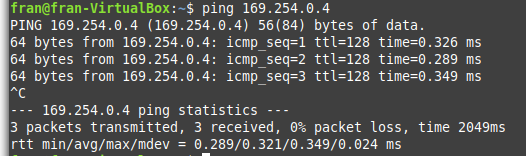 fran@fran-VirtualBox:~$ ping 169.254.0.4
PING 169.254.0.4 (169.254.0.4) 56(84) bytes of data.
64 bytes from 169.254.0.4: icmp_seq=1 ttl=128 time=0.326 ms
64 bytes from 169.254.0.4: icmp_seq=2 ttl=128 time=0.289 ms
64 bytes from 169.254.0.4: icmp_seq=3 ttl=128 time=0.349 ms
^C
--- 169.254.0.4 ping statistics ---
3 packets transmitted, 3 received, 0% packet loss, time 2049ms
rtt min/avg/max/mdev = 0.289/0.321/0.349/0.024 ms